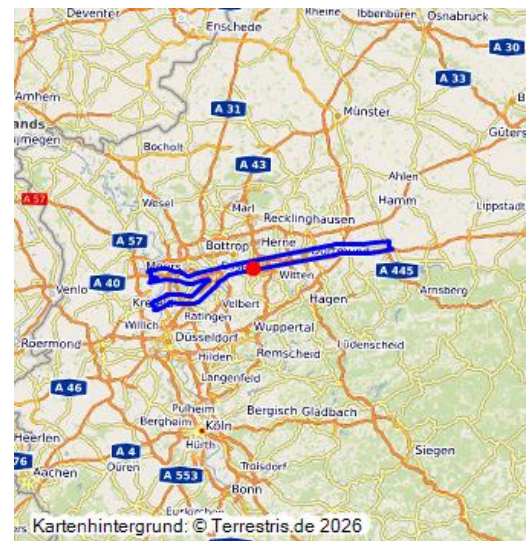 Deventer
Rheine
Ibbenbüren
Osnabrück
Enschede
A 30
A 33
Arnhem
A 31
Münster
Güters
Bocholt
A 43
Ahlen
Lippstadt
Wesel
Marl
Hamm
A 57
Recklinghausen
A 57
Bottrop
Herne
A 40
Moers
Witten
A 445
Venlo
Velbert
Hagen
Arnsberg
Willich
Ratingen
Wuppertal
Roermond
Düsseldorf
Lüdenscheid
Hilden
Remscheid
A 46
Langenfeld
Pulheim
Bergisch Gladbach
Heerlen
Bergheim
Köln
A 4
Hürth
Siegen
76
Düren
Troisdorf
Aachen
A 553
Bonn
Euskirchen
Kartenhintergrund: © Terrestris.de 2026